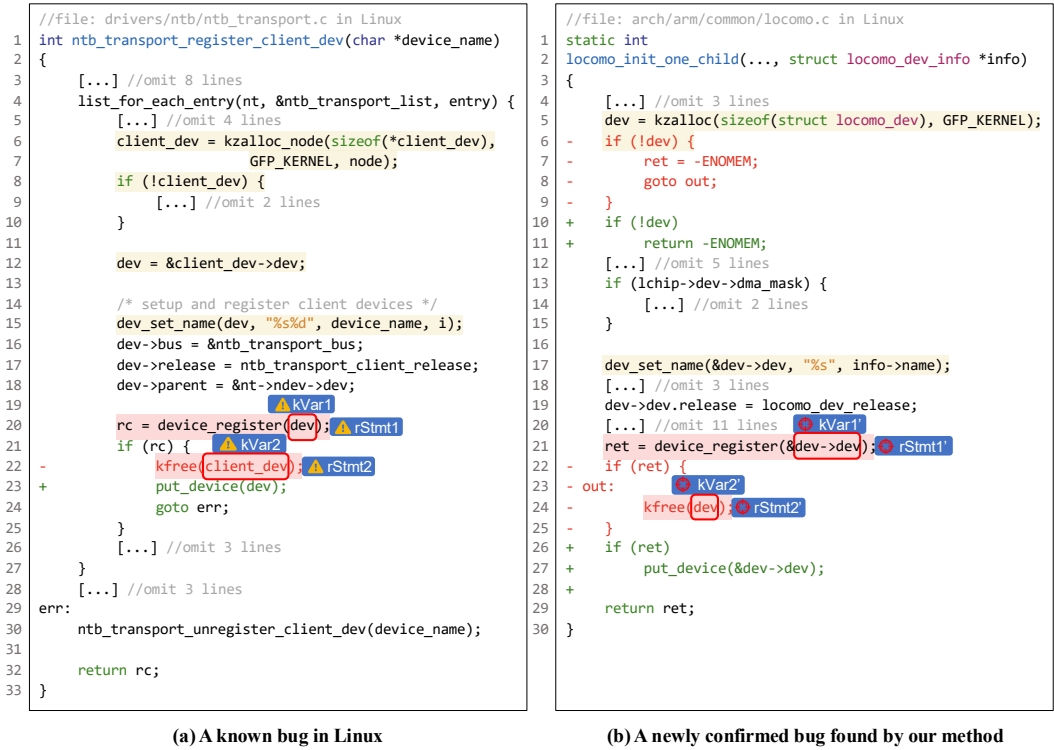 //file: drivers/ntb/ntb_transport.c in Linux
1 int ntb_transport_register_client_dev(char *device_name)
2 {
3 [...] //omit 8 lines
4 list_for_each_entry(nt, &ntb_transport_list, entry) {
5 [...] //omit 4 lines
6 client_dev = kzalloc_node(sizeof(*client_dev),
7 GFP_KERNEL, node);
8 if (!client_dev) {
9 [...] //omit 2 lines
10 }
11
12 dev = &client_dev->dev;
13
14 /* setup and register client devices */
15 dev_set_name(dev, "%s%d", device_name, i);
16 dev->bus = &ntb_transport_bus;
17 dev->release = ntb_transport_client_release;
18 dev->parent = &nt->ndev->dev;
19 kVar1
20 rc = device_register(dev); rStmt1
21 if (rc) { kVar2
22 - kfree(client_dev); rStmt2
23 + put_device(dev);
24 goto err;
25 }
26 [...] //omit 3 lines
27 }
28 [...] //omit 3 lines
29 err:
30 ntb_transport_unregister_client_dev(device_name);
31
32 return rc;
33 }
(a) A known bug in Linux
//file: arch/arm/common/locomo.c in Linux
1 static int
2 locomo_init_one_child(..., struct locomo_dev_info *info)
3 {
4 [...] //omit 3 lines
5 dev = kzalloc(sizeof(struct locomo_dev), GFP_KERNEL);
6 - if (!dev) {
7 - ret = -ENOMEM;
8 - goto out;
9 - }
10 + if (!dev)
11 + return -ENOMEM;
12 [...] //omit 5 lines
13 if (lchip->dev->dma_mask) {
14 [...] //omit 2 lines
15 }
16
17 dev_set_name(&dev->dev, "%s", info->name);
18 [...] //omit 3 lines
19 dev->dev.release = locomo_dev_release;
20 [...] //omit 11 lines kVar1'
21 ret = device_register(&dev->dev); rStmt1'
22 - if (ret) {
23 - out: kVar2'
24 - kfree(dev); rStmt2'
25 - }
26 + if (ret)
27 + put_device(&dev->dev);
28 +
29 return ret;
30 }
(b) A newly confirmed bug found by our method